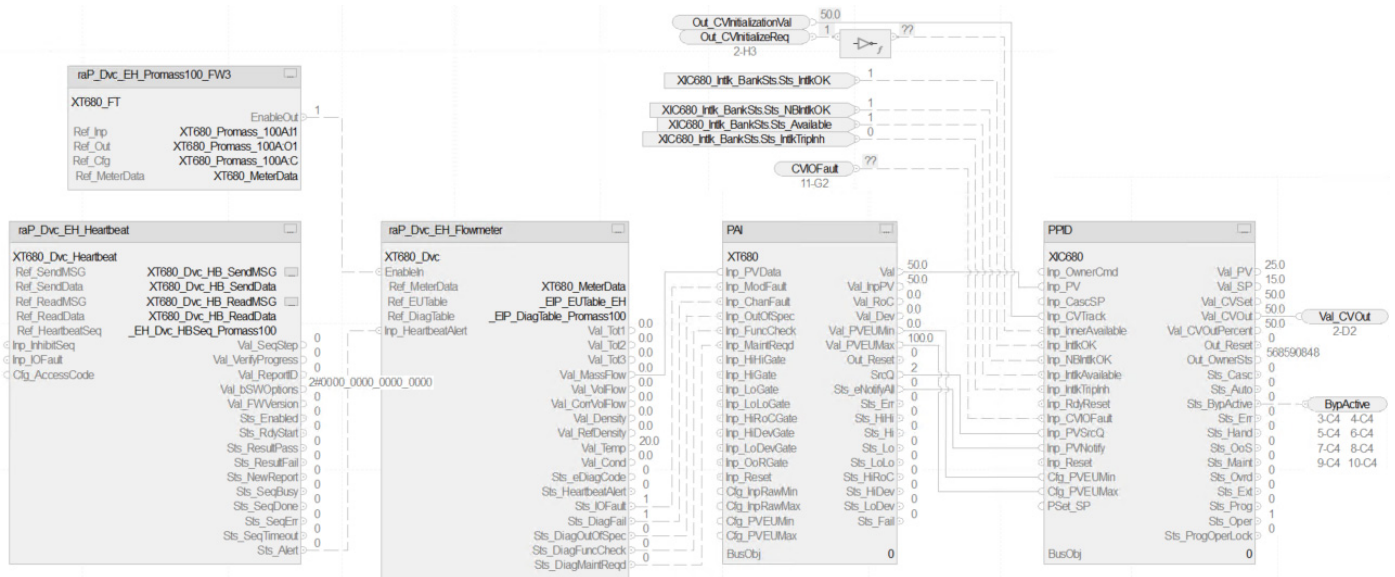 Out_CVInitializationVal
50.0
Out_CVInitializeReq
1
??
2-H3
f
raP_Dvc_EH_Promass100_FW3
XT680_FT
EnableOut
1
Ref_Inp XT680_Promass_100A:I1
Ref_Out XT680_Promass_100A:O1
Ref_Cfg XT680_Promass_100A:C
Ref_MeterData XT680_MeterData
XIC680_Intlk_BankSts.Sts_IntlkOK
1
XIC680_Intlk_BankSts.Sts_NBIntlkOK
1
XIC680_Intlk_BankSts.Sts_Available
1
XIC680_Intlk_BankSts.Sts_IntlkTripInh
0
CVIOFault
??
11-G2
raP_Dvc_EH_Heartbeat
XT680_Dvc_Heartbeat
Ref_SendMSG XT680_Dvc_HB_SendMSG
Ref_SendData XT680_Dvc_HB_SendData
Ref_ReadMSG XT680_Dvc_HB_ReadMSG
Ref_ReadData XT680_Dvc_HB_ReadData
Ref_HeartbeatSeq _EH_Dvc_HBSeq_Promass100
0
Inp_InhibitSeq Val_SeqStep
0
Inp_IOFault Val_VerifyProgress
0
Cfg_AccessCode Val_ReportID
2#0000_0000_0000_0000
Val_bSWOptions
0
Val_FWVersion
0
Sts_Enabled
0
Sts_RdyStart
0
Sts_ResultPass
0
Sts_ResultFail
0
Sts_NewReport
0
Sts_SeqBusy
0
Sts_SeqDone
0
Sts_SeqErr
0
Sts_SeqTimeout
0
Sts_Alert
raP_Dvc_EH_Flowmeter
XT680_Dvc
EnableIn
Ref_MeterData XT680_MeterData
Ref_EUTable _EIP_EUTable_EH
Ref_DiagTable _EIP_DiagTable_Promass100
0.0
Inp_HeartbeatAlert Val_Tot1
0.0
Val_Tot2
0.0
Val_Tot3
0.0
Val_MassFlow
0.0
Val_VolFlow
0.0
Val_CorrVolFlow
0.0
Val_Density
0.0
Val_RefDensity
20.0
Val_Temp
0.0
Val_Cond
0
Sts_eDiagCode
0
Sts_HeartbeatAlert
1
Sts_IOFault
1
Sts_DiagFail
0
Sts_DiagOutOfSpec
0
Sts_DiagFuncCheck
0
Sts_DiagMaintReqd
PAI
XT680
50.0
Inp_PVData Val
50.0
Inp_ModFault Val_InpPV
0.0
Inp_ChanFault Val_RoC
0.0
Inp_OutOfSpec Val_Dev
0.0
Inp_FuncCheck Val_PVEUMin
100.0
Inp_MaintReqd Val_PVEUMax
0
Inp_HiHiGate Out_Reset
2
Inp_HiGate SrcQ
0
Inp_LoGate Sts_eNotifyAll
0
Inp_LoLoGate Sts_Err
0
Inp_HiRoCGate Sts_HiHi
0
Inp_HiDevGate Sts_Hi
0
Inp_LoDevGate Sts_Lo
0
Inp_OoRGate Sts_LoLo
0
Inp_Reset Sts_HiRoC
0
Cfg_InpRawMin Sts_HiDev
0
Cfg_InpRawMax Sts_LoDev
0
Cfg_PVEUMin Sts_Fail
Cfg_PVEUMax
BusObj 0
PPID
XIC680
25.0
Inp_OwnerCmd Val_PV
15.0
Inp_PV Val_SP
50.0
Inp_CascSP Val_CVSet
50.0
Inp_CVTrack Val_CVOut
50.0
Inp_InnerAvailable Val_CVOutPercent
0
Inp_IntlkOK Out_Reset
568590848
Inp_NBIntlkOK Out_OwnerSts
0
Inp_IntlkAvailable Sts_Casc
0
Inp_IntlkTripInh Sts_Auto
0
Inp_RdyReset Sts_BypActive
0
Inp_CVIOFault Sts_Err
0
Inp_PVSrcQ Sts_Hand
0
Inp_PVNotify Sts_OoS
0
Inp_Reset Sts_Maint
0
Cfg_PVEUMin Sts_Ovrd
0
Cfg_PVEUMax Sts_Ext
0
PSet_SP Sts_Prog
1
Sts_Oper
0
Sts_ProgOperLock
BusObj 0
Val_CVOut
2-D2
BypActive
3-C4 4-C4
5-C4 6-C4
7-C4 8-C4
9-C4 10-C4